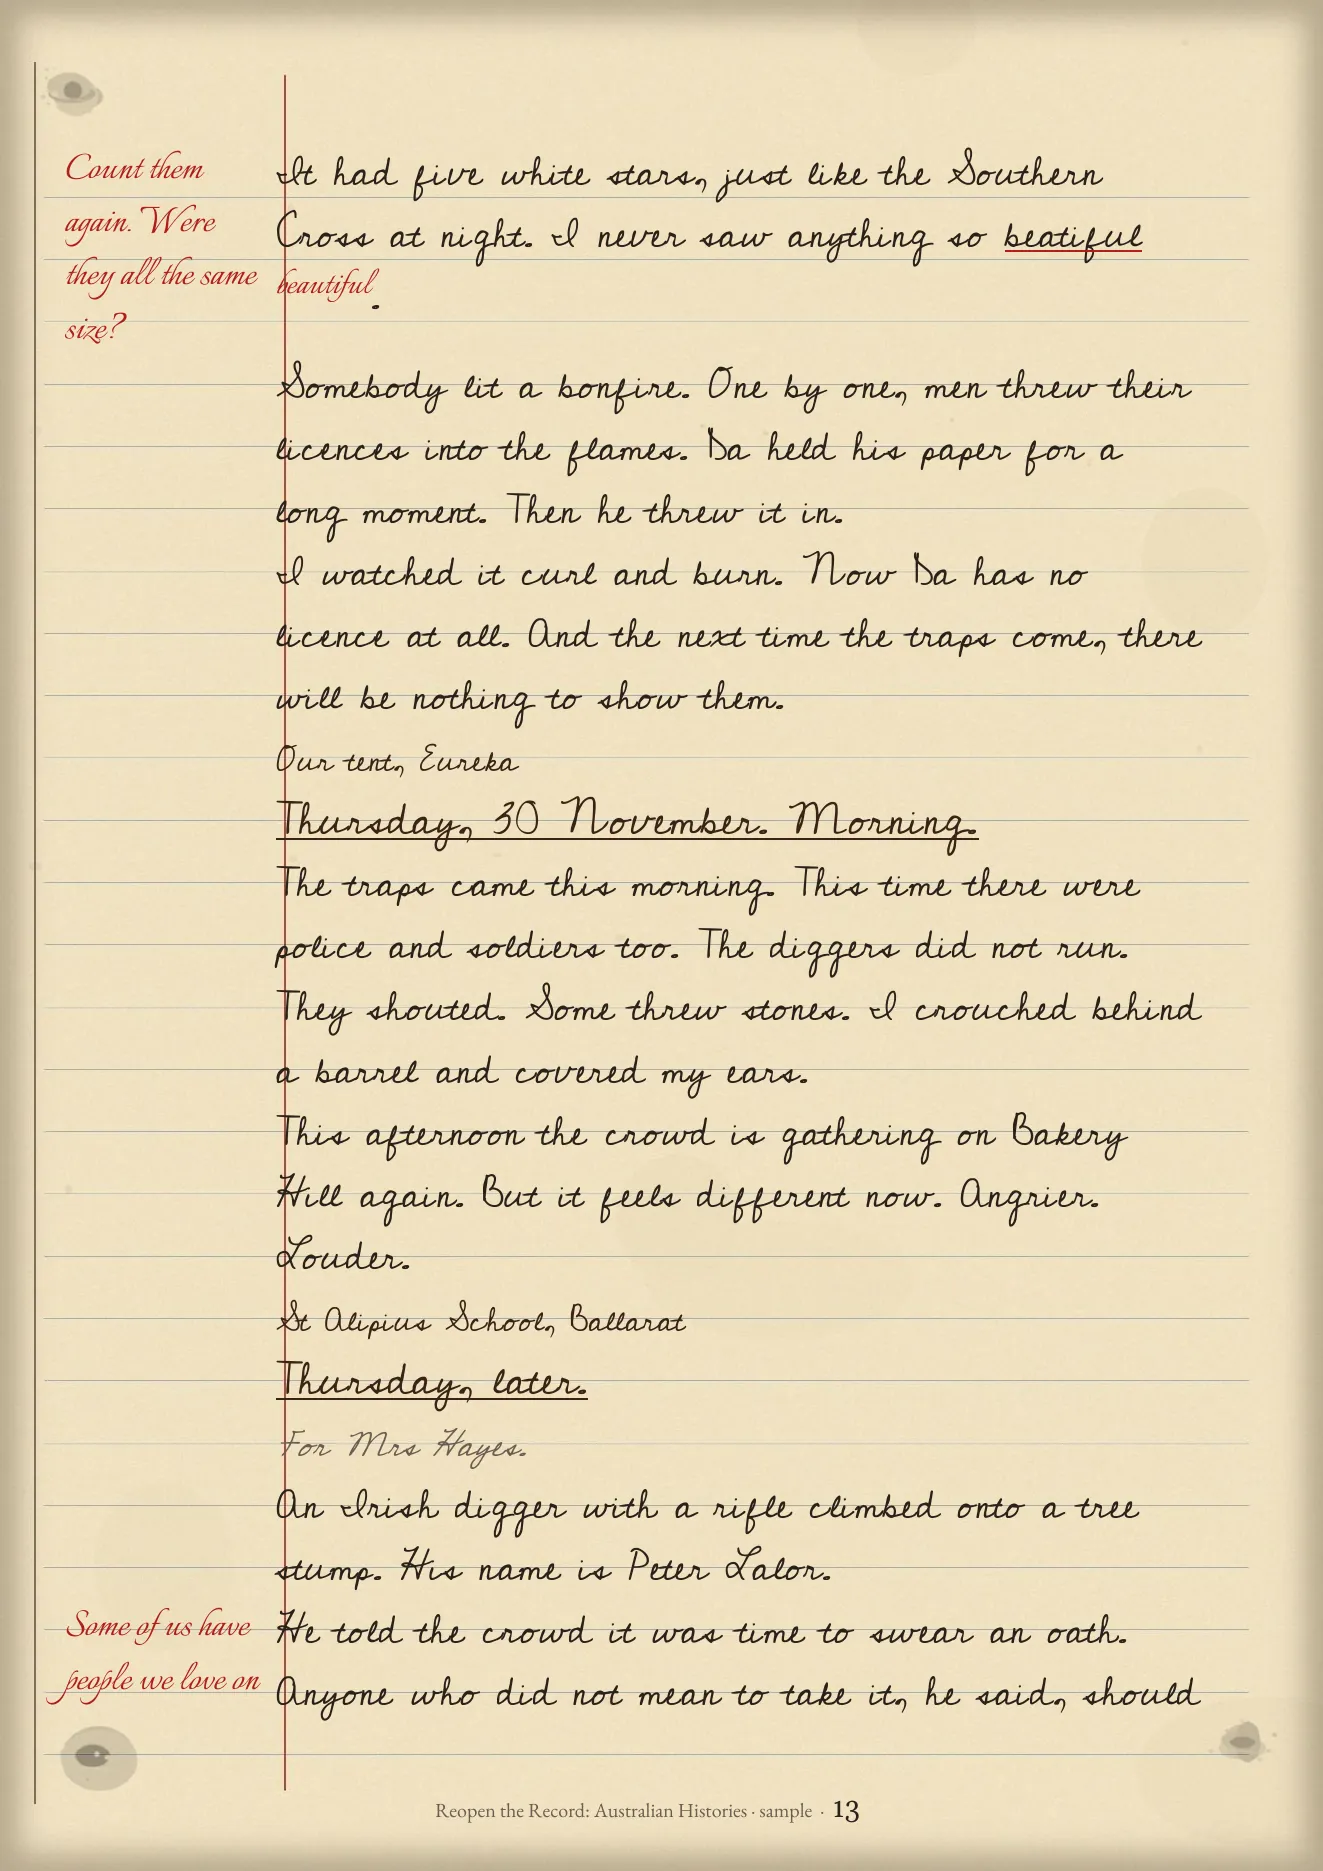 Count them
again. Were
they all the same
size?
It had five white stars, just like the Southern
Cross at night. I never saw anything so beatiful
beautiful
.
Somebody lit a bonfire. One by one, men threw their
licences into the flames. Da held his paper for a
long moment. Then he threw it in.
I watched it curl and burn. Now Da has no
licence at all. And the next time the traps come, there
will be nothing to show them.
Our tent, Eureka
Thursday, 30 November. Morning.
The traps came this morning. This time there were
police and soldiers too. The diggers did not run.
They shouted. Some threw stones. I crouched behind
a barrel and covered my ears.
This afternoon the crowd is gathering on Bakery
Hill again. But it feels different now. Angrier.
Louder.
St Alipius School, Ballarat
Thursday, later.
For Mrs Hayes.
An Irish digger with a rifle climbed onto a tree
stump. His name is Peter Lalor.
Some of us have
people we love on
He told the crowd it was time to swear an oath.
Anyone who did not mean to take it, he said, should
Reopen the Record: Australian Histories · sample · 13